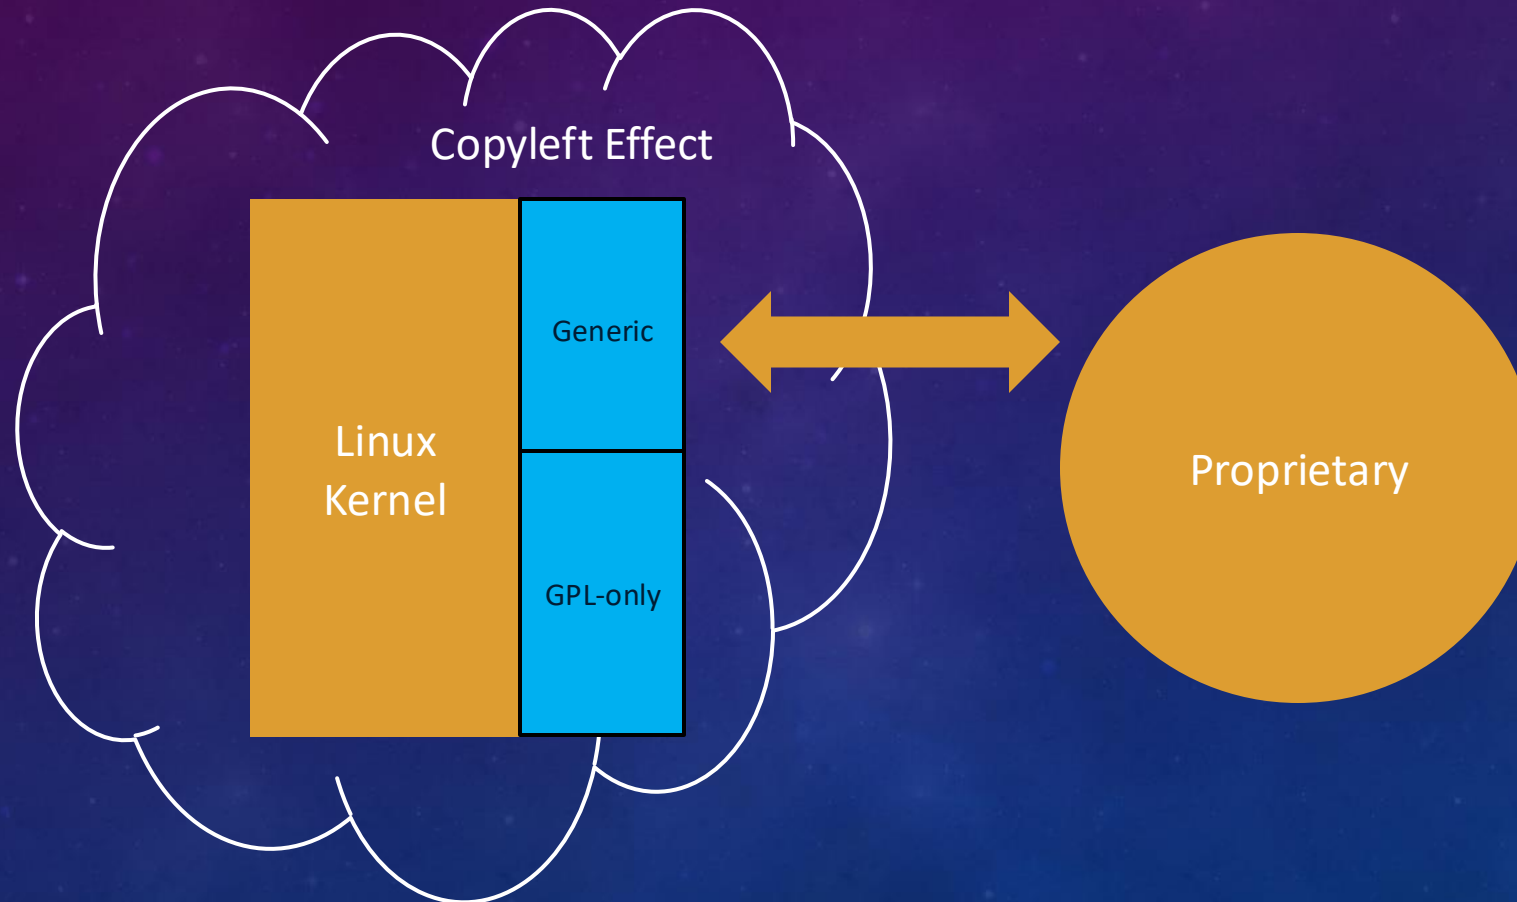 Copyleft Effect
Generic
Linux
Kernel
Proprietary
GPL-only